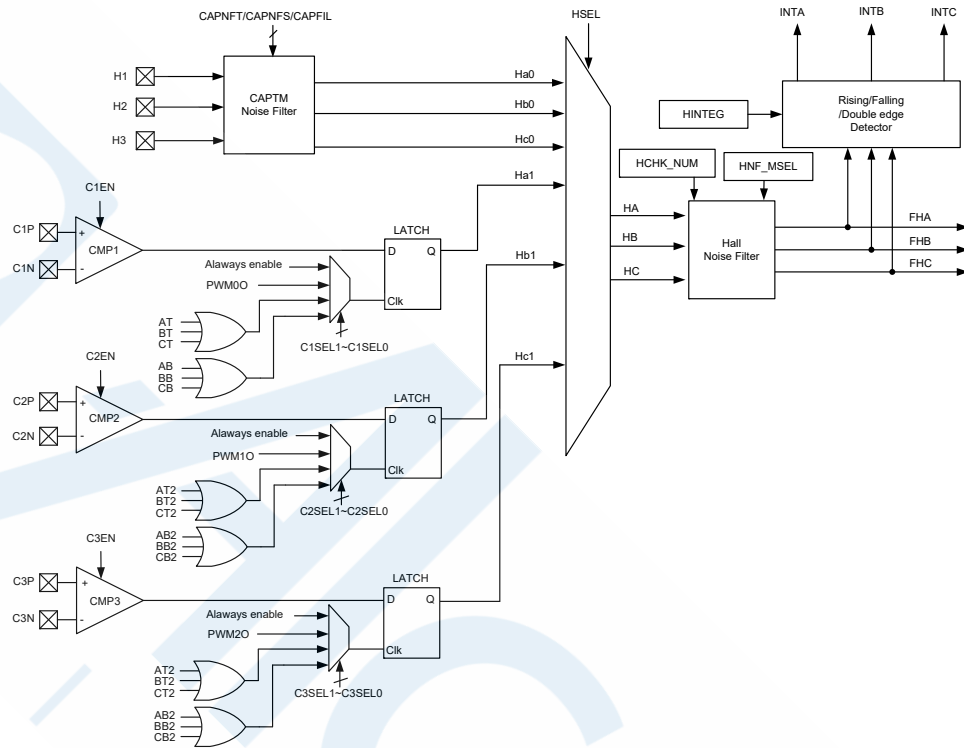 CAPNFT/CAPNFS/CAPFIL
HSEL
INTA
INTB
INTC
H1
H2
H3
CAPTM
Noise Filter
Ha0
Hb0
Hc0
Rising/Falling
/Double edge
Detector
HINTEG
HCHK_NUM
HNF_MSEL
Ha1
HA
HB
HC
Hall
Noise Filter
FHA
FHB
FHC
C1EN
C1P
C1N
+
-
CMP1
LATCH
D
Q
Clk
Alaways enable
PWM0O
AT
BT
CT
AB
BB
CB
C1SEL1~C1SEL0
Hb1
C2EN
C2P
C2N
+
-
CMP2
LATCH
D
Q
Clk
Alaways enable
PWM1O
AT2
BT2
CT2
AB2
BB2
CB2
C2SEL1~C2SEL0
Hc1
C3EN
C3P
C3N
+
-
CMP3
LATCH
D
Q
Clk
Alaways enable
PWM2O
AT2
BT2
CT2
AB2
BB2
CB2
C3SEL1~C3SEL0